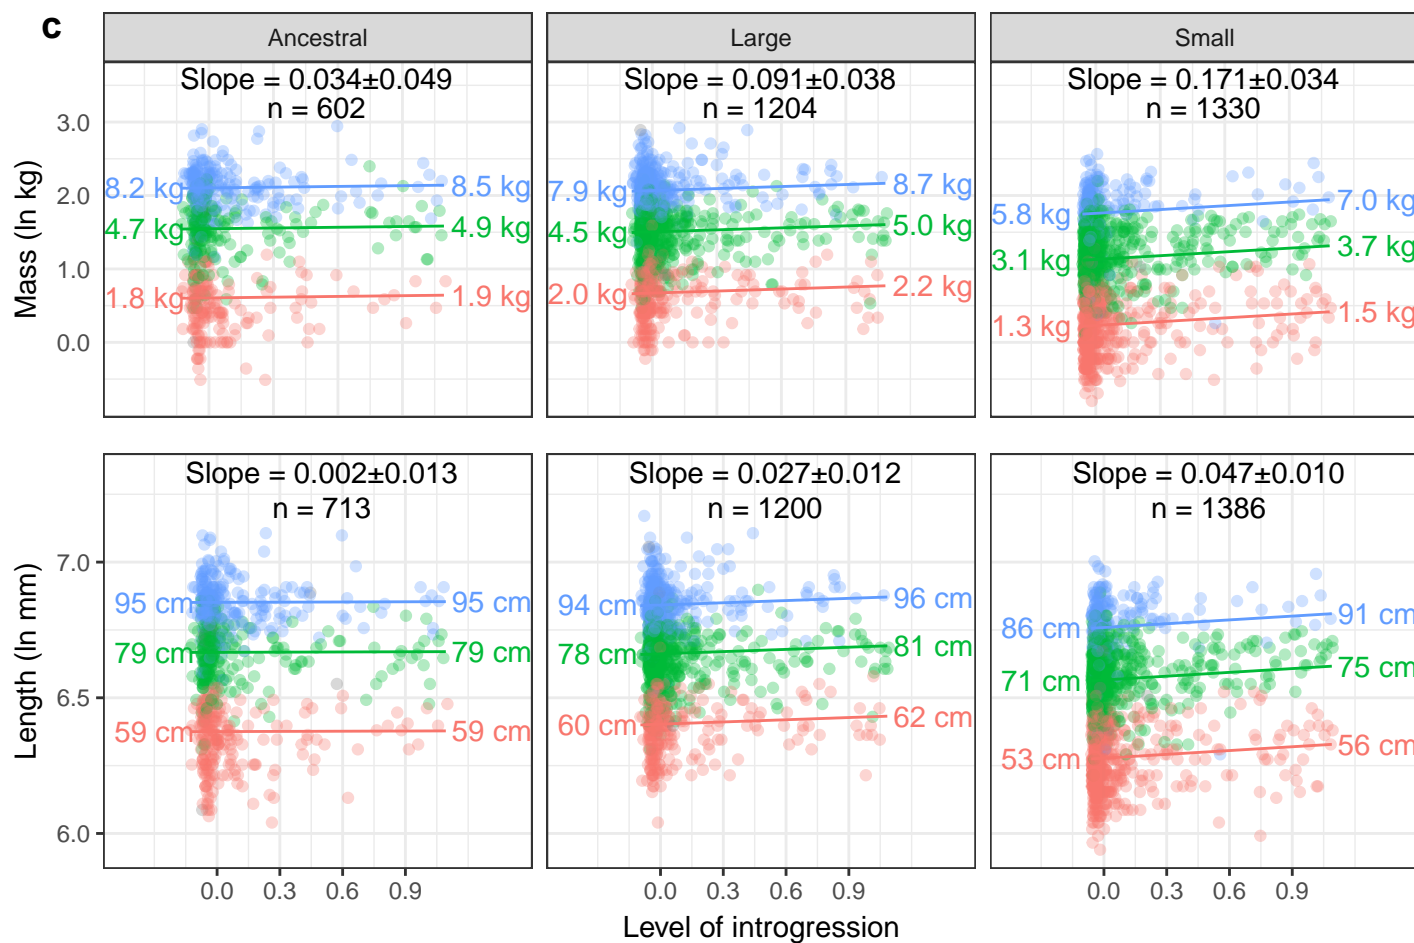 c
Ancestral Large Small
Slope = 0.034±0.049 Slope = 0.091±0.038 Slope = 0.171±0.034
n = 602 n = 1204 n = 1330
Mass (ln kg)
3.0
2.0
1.0
0.0
8.2 kg 8.5 kg 7.9 kg 8.7 kg 5.8 kg 7.0 kg
4.7 kg 4.9 kg 4.5 kg 5.0 kg 3.1 kg 3.7 kg
1.8 kg 1.9 kg 2.0 kg 2.2 kg 1.3 kg 1.5 kg
Slope = 0.002±0.013 Slope = 0.027±0.012 Slope = 0.047±0.010
n = 713 n = 1200 n = 1386
Length (ln mm)
7.0
6.5
6.0
95 cm 95 cm 94 cm 96 cm 86 cm 91 cm
79 cm 79 cm 78 cm 81 cm 71 cm 75 cm
59 cm 59 cm 60 cm 62 cm 53 cm 56 cm
0.0 0.3 0.6 0.9 0.0 0.3 0.6 0.9 0.0 0.3 0.6 0.9
Level of introgression